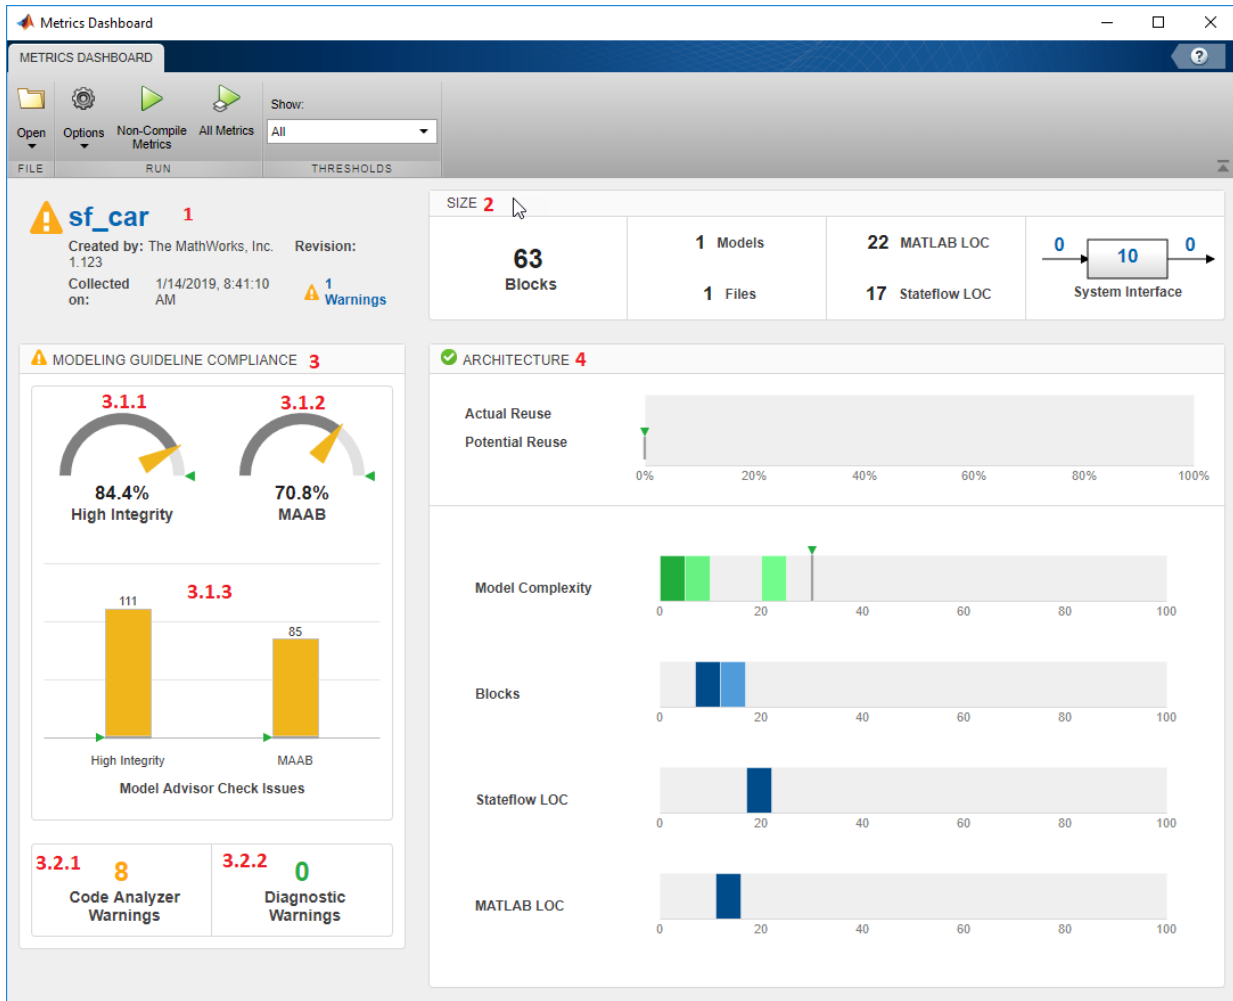 Metrics Dashboard
METRICS DASHBOARD
?
Open
Options
Non-Compile
Metrics
All Metrics
Show:
All
FILE
RUN
THRESHOLDS
sf_car 1
Created by: The MathWorks, Inc. Revision:
1.123
Collected on: 1/14/2019, 8:41:10 AM
1 Warnings
SIZE 2
63
Blocks
1 Models
1 Files
22 MATLAB LOC
17 Stateflow LOC
0 10 0
System Interface
MODELING GUIDELINE COMPLIANCE 3
3.1.1
84.4%
High Integrity
3.1.2
70.8%
MAAB
3.1.3
111
85
High Integrity MAAB
Model Advisor Check Issues
3.2.1 8
Code Analyzer
Warnings
3.2.2 0
Diagnostic
Warnings
ARCHITECTURE 4
Actual Reuse
Potential Reuse
0% 20% 40% 60% 80% 100%
Model Complexity
0 20 40 60 80 100
Blocks
0 20 40 60 80 100
Stateflow LOC
0 20 40 60 80 100
MATLAB LOC
0 20 40 60 80 100